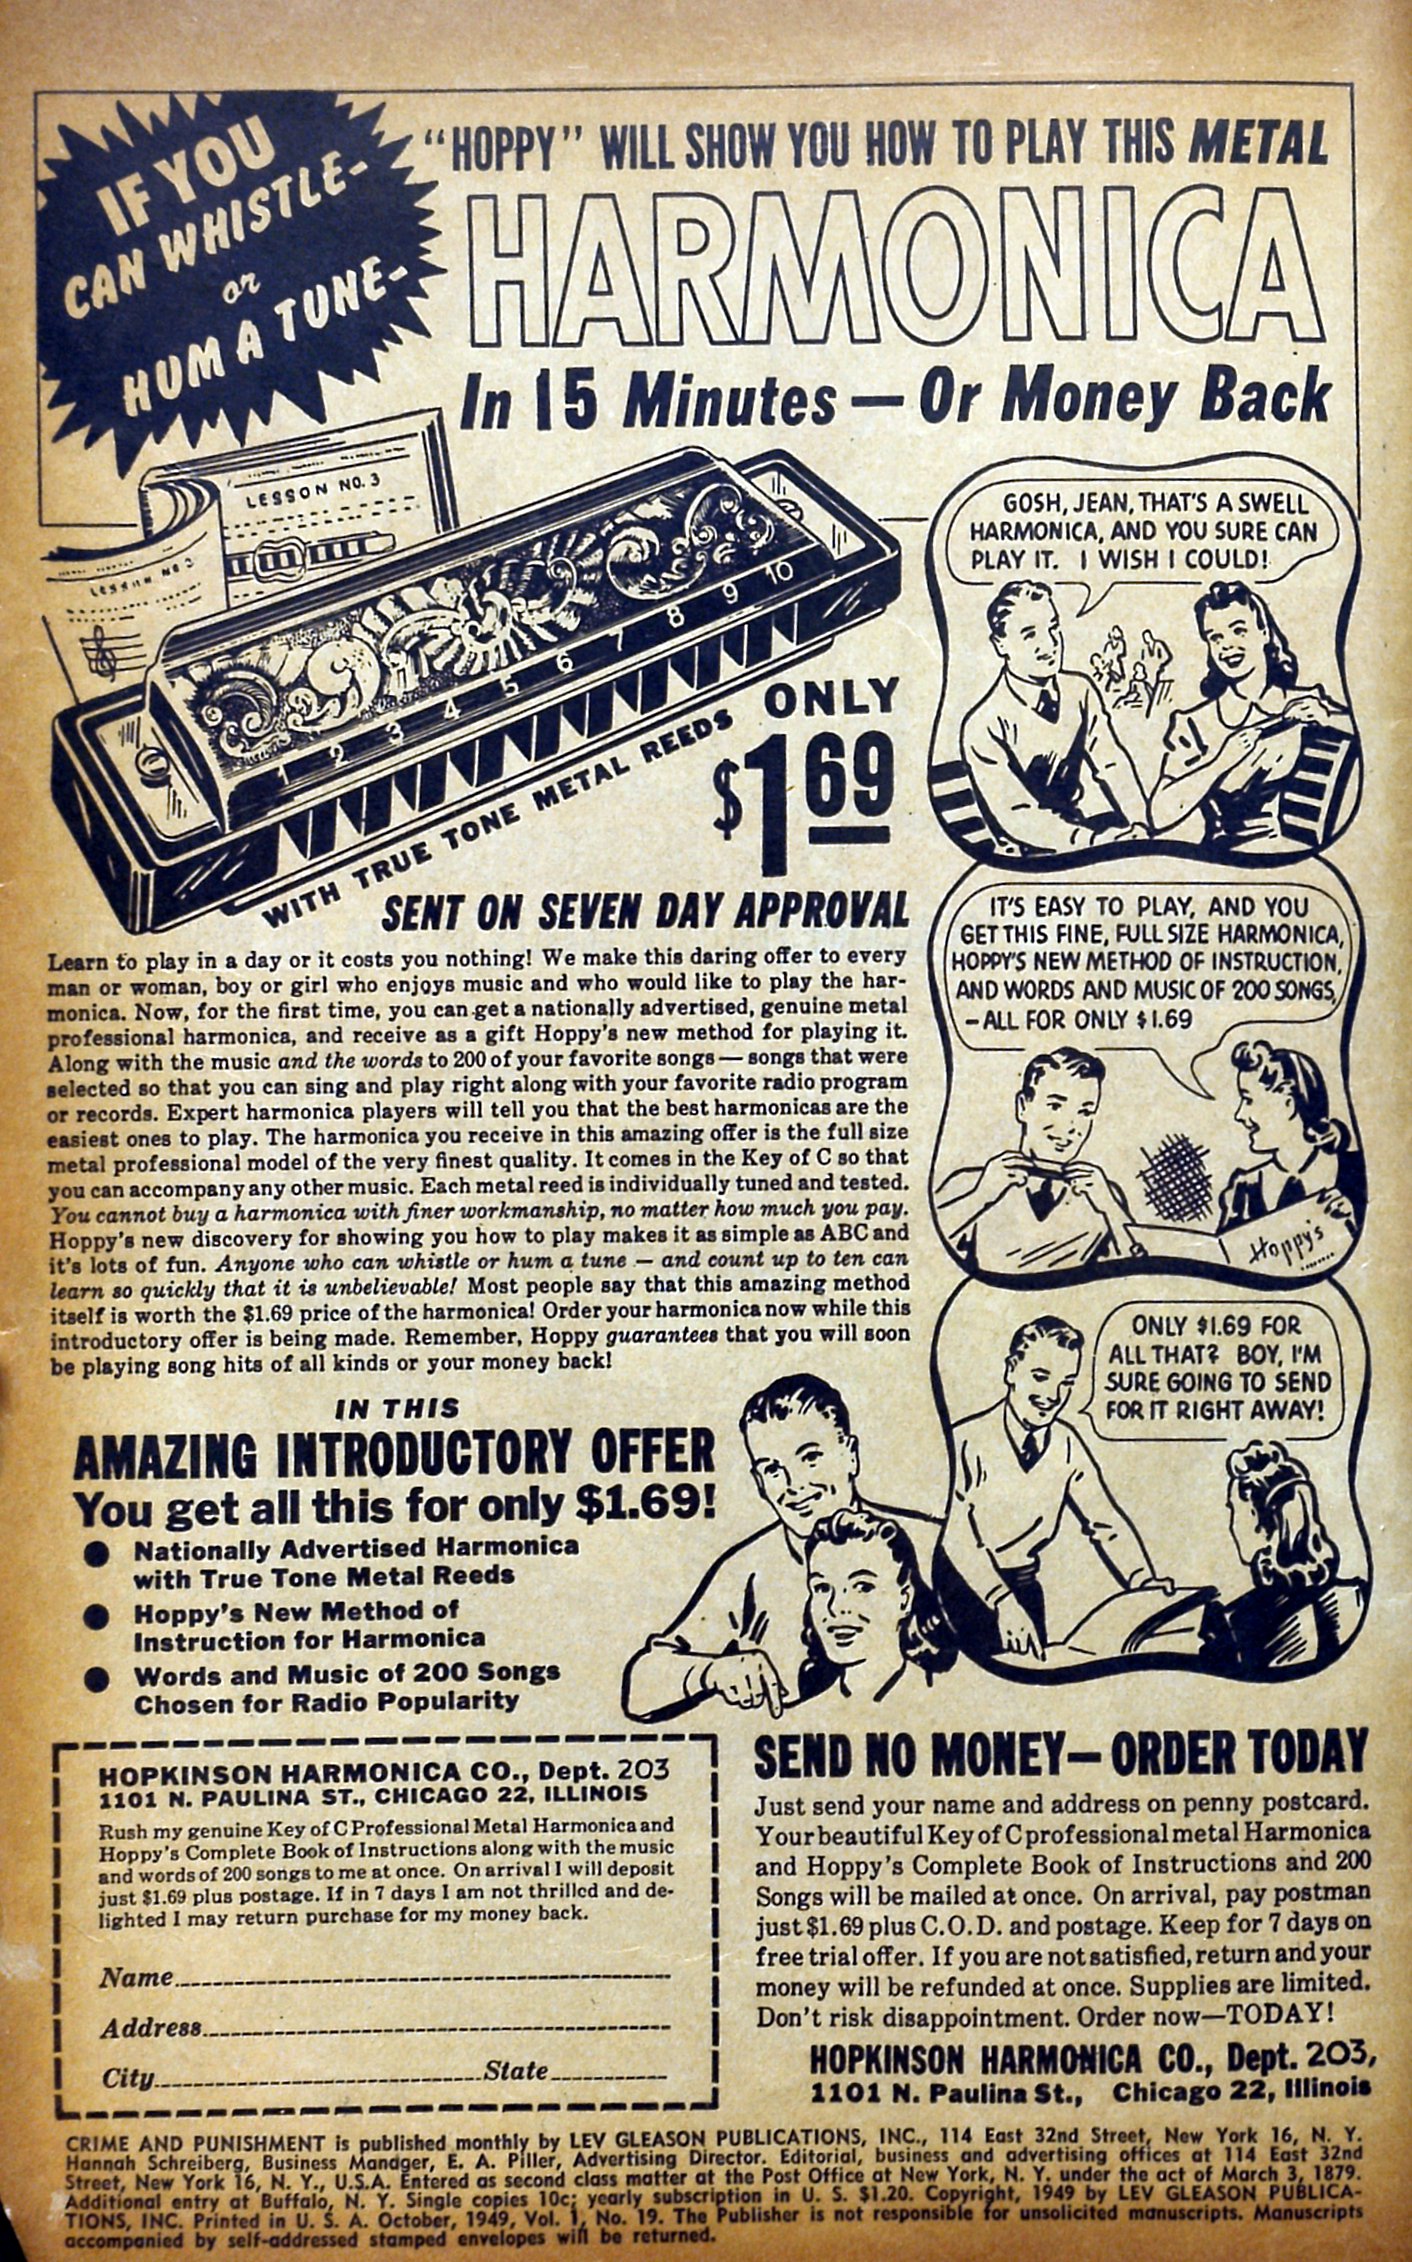 IF YOU
CAN WHISTLE-
or
HUM A TUNE-
"HOPPY" WILL SHOW YOU HOW TO PLAY THIS METAL
HARMONICA
In 15 Minutes — Or Money Back
LESSON NO. 3
LESSON NO 3
1 2 3 4 5 6 7 8 9 10
WITH TRUE TONE METAL REEDS
ONLY
$1 69
SENT ON SEVEN DAY APPROVAL
GOSH, JEAN, THAT'S A SWELL
HARMONICA, AND YOU SURE CAN
PLAY IT. I WISH I COULD!
IT'S EASY TO PLAY, AND YOU
GET THIS FINE, FULL SIZE HARMONICA,
HOPPY'S NEW METHOD OF INSTRUCTION,
AND WORDS AND MUSIC OF 200 SONGS,
-ALL FOR ONLY $1.69
Hoppy's
ONLY $1.69 FOR
ALL THAT? BOY, I'M
SURE GOING TO SEND
FOR IT RIGHT AWAY!
Learn to play in a day or it costs you nothing! We make this daring offer to every
man or woman, boy or girl who enjoys music and who would like to play the har-
monica. Now, for the first time, you can get a nationally advertised, genuine metal
professional harmonica, and receive as a gift Hoppy's new method for playing it.
Along with the music and the words to 200 of your favorite songs — songs that were
selected so that you can sing and play right along with your favorite radio program
or records. Expert harmonica players will tell you that the best harmonicas are the
easiest ones to play. The harmonica you receive in this amazing offer is the full size
metal professional model of the very finest quality. It comes in the Key of C so that
you can accompany any other music. Each metal reed is individually tuned and tested.
You cannot buy a harmonica with finer workmanship, no matter how much you pay.
Hoppy's new discovery for showing you how to play makes it as simple as ABC and
it's lots of fun. Anyone who can whistle or hum a tune — and count up to ten can
learn so quickly that it is unbelievable! Most people say that this amazing method
itself is worth the $1.69 price of the harmonica! Order your harmonica now while this
introductory offer is being made. Remember, Hoppy guarantees that you will soon
be playing song hits of all kinds or your money back!
IN THIS
AMAZING INTRODUCTORY OFFER
You get all this for only $1.69!
● Nationally Advertised Harmonica
with True Tone Metal Reeds
● Hoppy's New Method of
Instruction for Harmonica
● Words and Music of 200 Songs
Chosen for Radio Popularity
HOPKINSON HARMONICA CO., Dept. 203
1101 N. PAULINA ST., CHICAGO 22, ILLINOIS
Rush my genuine Key of C Professional Metal Harmonica and
Hoppy's Complete Book of Instructions along with the music
and words of 200 songs to me at once. On arrival I will deposit
just $1.69 plus postage. If in 7 days I am not thrilled and de-
lighted I may return purchase for my money back.
Name
Address
City State
SEND NO MONEY—ORDER TODAY
Just send your name and address on penny postcard.
Your beautiful Key of C professional metal Harmonica
and Hoppy's Complete Book of Instructions and 200
Songs will be mailed at once. On arrival, pay postman
just $1.69 plus C.O.D. and postage. Keep for 7 days on
free trial offer. If you are not satisfied, return and your
money will be refunded at once. Supplies are limited.
Don't risk disappointment. Order now—TODAY!
HOPKINSON HARMONICA CO., Dept. 203,
1101 N. Paulina St., Chicago 22, Illinois
CRIME AND PUNISHMENT is published monthly by LEV GLEASON PUBLICATIONS, INC., 114 East 32nd Street, New York 16, N. Y.
Hannah Schreiberg, Business Manager, E. A. Piller, Advertising Director. Editorial, business and advertising offices at 114 East 32nd
Street, New York 16, N. Y., U.S.A. Entered as second class matter at the Post Office at New York, N. Y. under the act of March 3, 1879.
Additional entry at Buffalo, N. Y. Single copies 10c; yearly subscription in U. S. $1.20. Copyright, 1949 by LEV GLEASON PUBLICA-
TIONS, INC. Printed in U. S. A. October, 1949, Vol. 1, No. 19. The Publisher is not responsible for unsolicited manuscripts. Manuscripts
accompanied by self-addressed stamped envelopes will be returned.